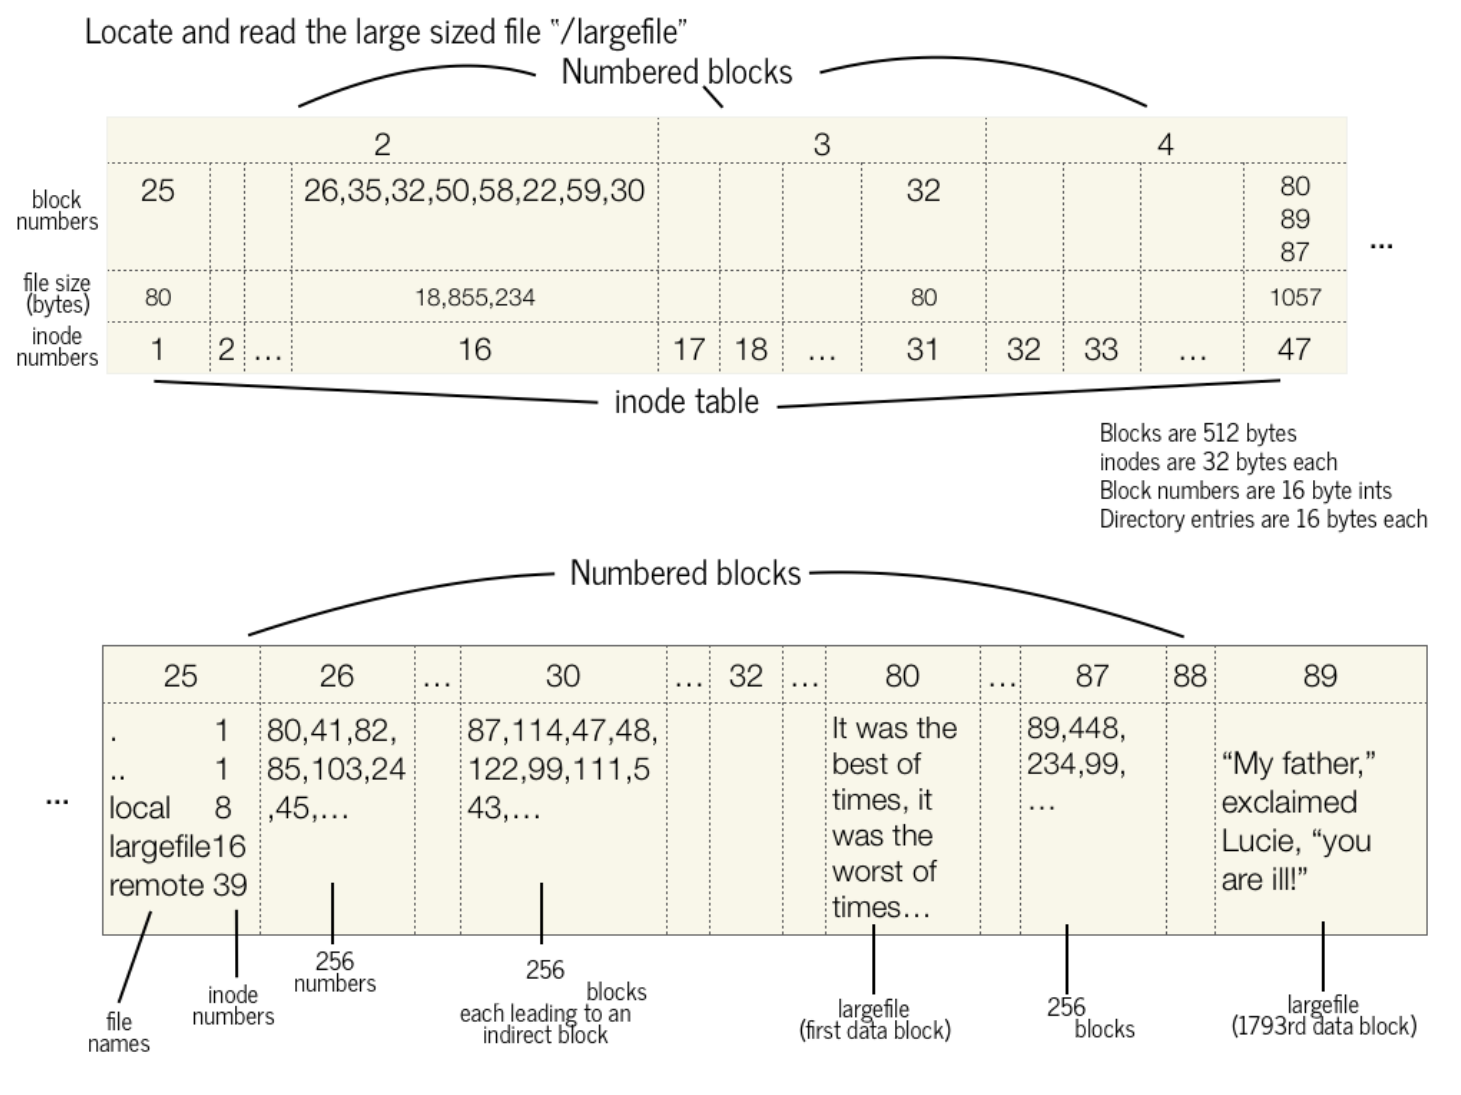 Locate and read the large sized file “/largefile”
Numbered blocks
2 3 4
block numbers
25 26,35,32,50,58,22,59,30 32 80
89
87
...
file size (bytes)
80 18,855,234 80 1057
inode numbers
1 2 ... 16 17 18 ... 31 32 33 ... 47
inode table
Blocks are 512 bytes
inodes are 32 bytes each
Block numbers are 16 byte ints
Directory entries are 16 bytes each
Numbered blocks
25 26 ... 30 ... 32 ... 80 ... 87 88 89
...
. 1
.. 1
local 8
largefile16
remote 39
80,41,82,
85,103,24
,45,...
87,114,47,48,
122,99,111,5
43,...
It was the
best of
times, it
was the
worst of
times...
89,448,
234,99,
...
“My father,”
exclaimed
Lucie, “you
are ill!”
file
names
inode
numbers
256
numbers
256
blocks
each leading to an
indirect block
largefile
(first data block)
256
blocks
largefile
(1793rd data block)